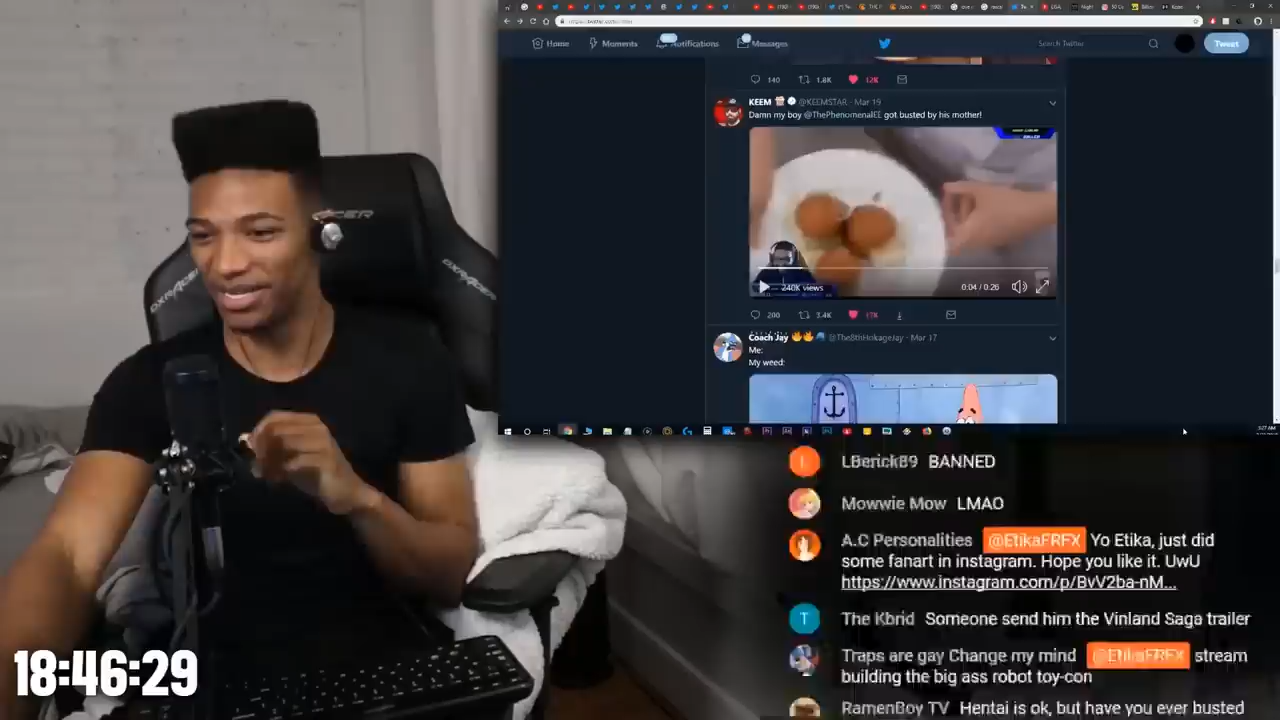 Home
Moments
Notifications
Messages
Search Twitter
Tweet
140
1.8K
12K
KEEM @KEEMSTAR · Mar 19
Damn my boy @ThePhenomenalEE got busted by his mother!
240K views
0:04 / 0:26
200
2.4K
17K
Coach Jay @The8thHokageJay · Mar 17
Me:
My weed:
DXRACER
LBerick89 BANNED
Mowwie Mow LMAO
A.C Personalities @EtikaFRFX Yo Etika, just did
some fanart in instagram. Hope you like it. UwU
https://www.instagram.com/p/BvV2ba-nM...
T
The Kbrid Someone send him the Vinland Saga trailer
Traps are gay Change my mind @EtikaFRFX stream
building the big ass robot toy-con
RamenBoy TV Hentai is ok, but have you ever busted
18:46:29